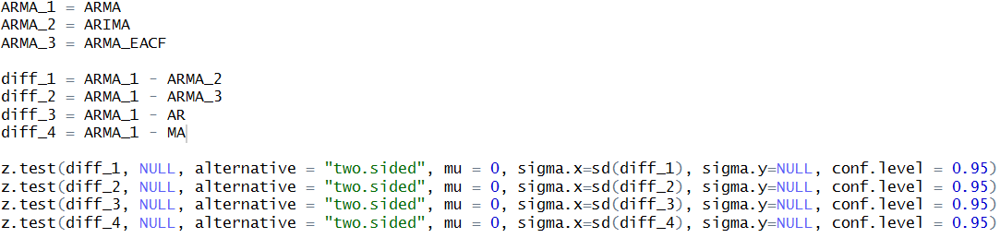 ARMA_1 = ARMA
ARMA_2 = ARIMA
ARMA_3 = ARMA_EACF
diff_1 = ARMA_1 - ARMA_2
diff_2 = ARMA_1 - ARMA_3
diff_3 = ARMA_1 - AR
diff_4 = ARMA_1 - MA
z.test(diff_1, NULL, alternative = "two.sided", mu = 0, sigma.x=sd(diff_1), sigma.y=NULL, conf.level = 0.95)
z.test(diff_2, NULL, alternative = "two.sided", mu = 0, sigma.x=sd(diff_2), sigma.y=NULL, conf.level = 0.95)
z.test(diff_3, NULL, alternative = "two.sided", mu = 0, sigma.x=sd(diff_3), sigma.y=NULL, conf.level = 0.95)
z.test(diff_4, NULL, alternative = "two.sided", mu = 0, sigma.x=sd(diff_4), sigma.y=NULL, conf.level = 0.95)